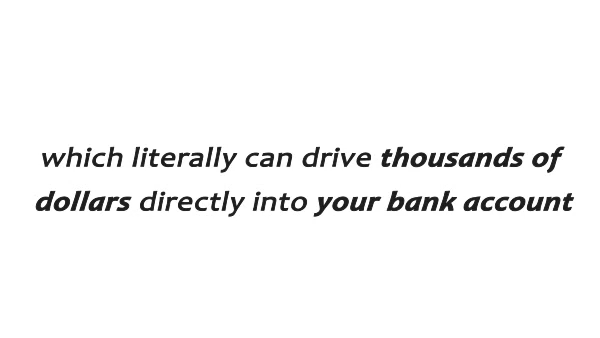 which literally can drive thousands of
dollars directly into your bank account